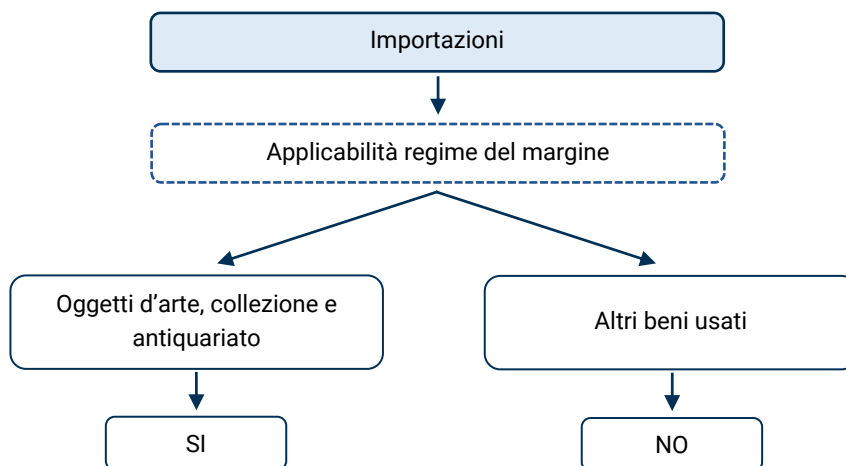 Importazioni
Applicabilità regime del margine
Oggetti d’arte, collezione e
antiquariato
Altri beni usati
SI
NO